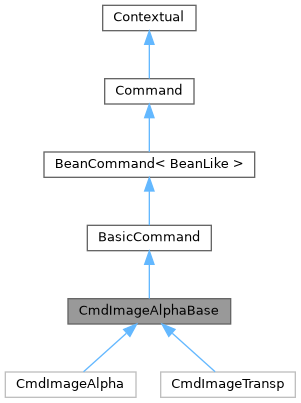 Contextual
Command
BeanCommand< BeanLike >
BasicCommand
CmdImageAlphaBase
CmdImageAlpha
CmdImageTransp